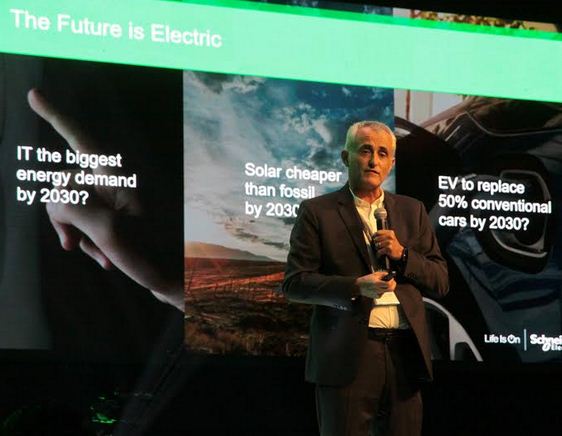 The Future is Electric
IT the biggest
energy demand
by 2030?
Solar cheaper
than fossil
by 2030
EV to replace
50% conventional
cars by 2030?
Life Is On